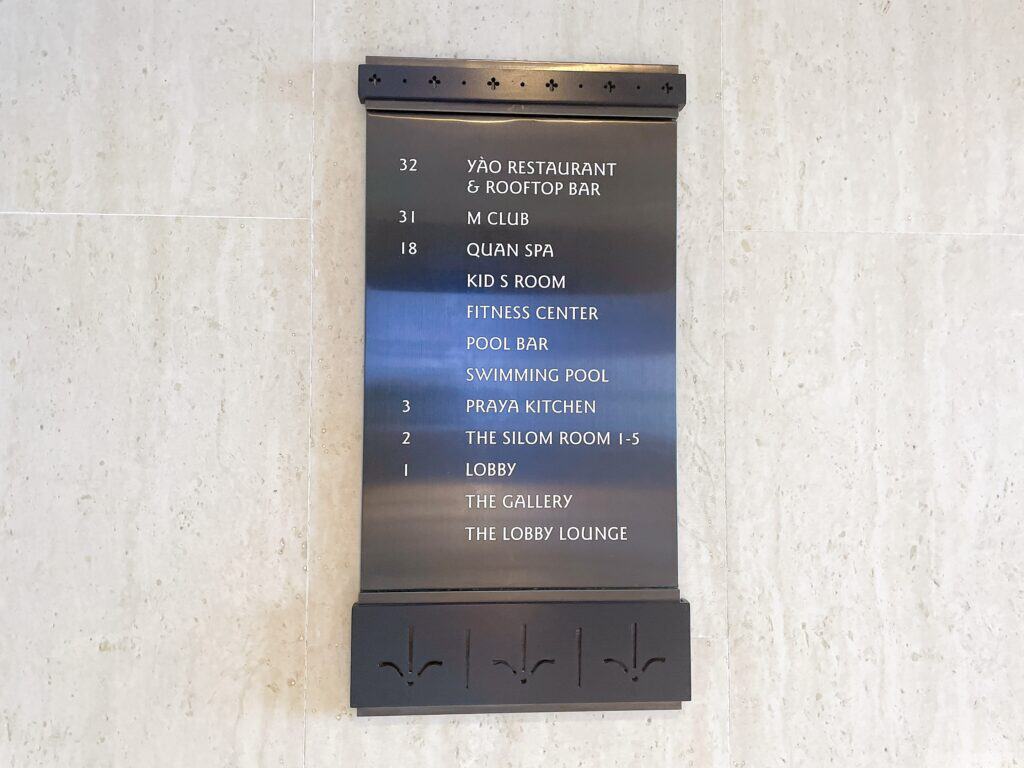 32 YÀO RESTAURANT
& ROOFTOP BAR
31 M CLUB
18 QUAN SPA
KID S ROOM
FITNESS CENTER
POOL BAR
SWIMMING POOL
3 PRAYA KITCHEN
2 THE SILOM ROOM 1-5
1 LOBBY
THE GALLERY
THE LOBBY LOUNGE